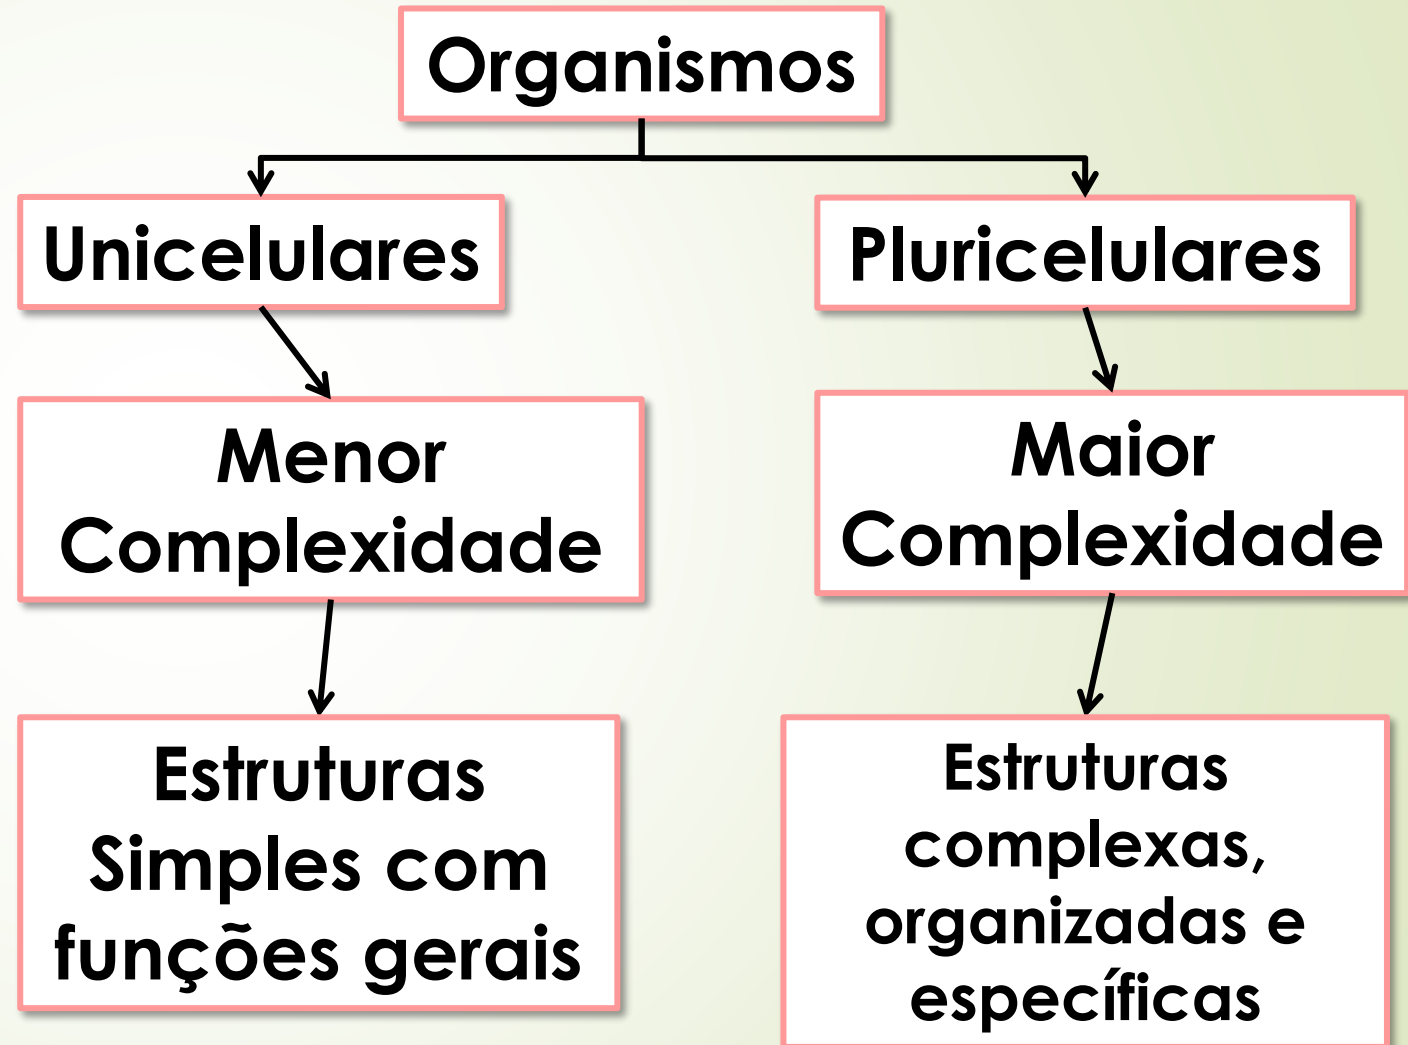 Organismos
Unicelulares
Pluricelulares
Menor
Complexidade
Maior
Complexidade
Estruturas
Simples com
funções gerais
Estruturas
complexas,
organizadas e
específicas